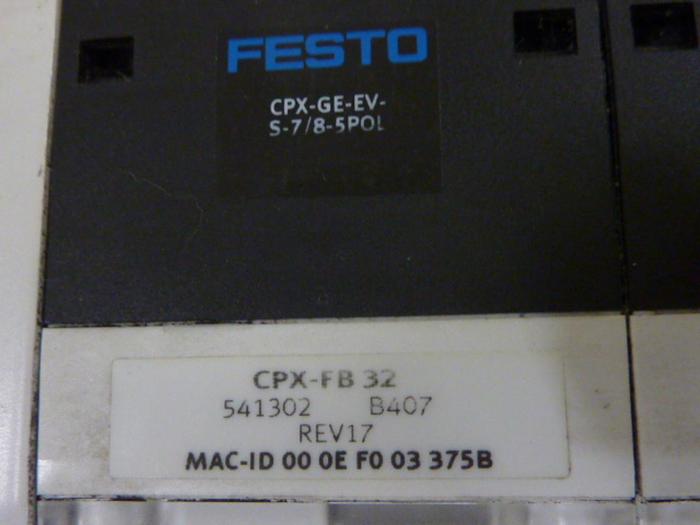 FESTO
CPX-GE-EV-
S-7/8-5POL
CPX-FB 32
541302 B407
REV17
MAC-ID 00 0E F0 03 375B